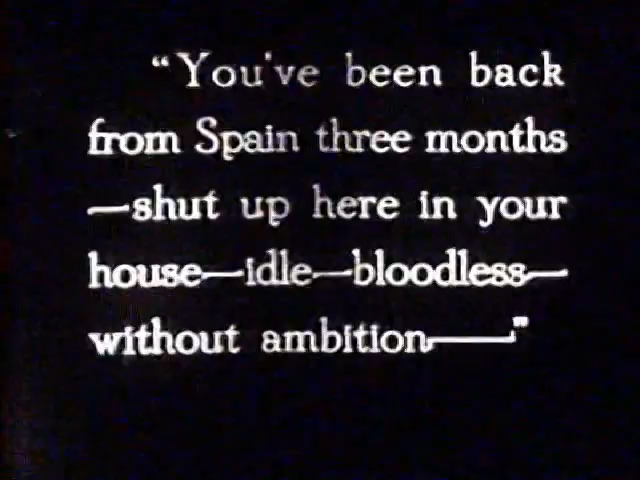 “You've been back
from Spain three months
—shut up here in your
house—idle—bloodless—
without ambition——”